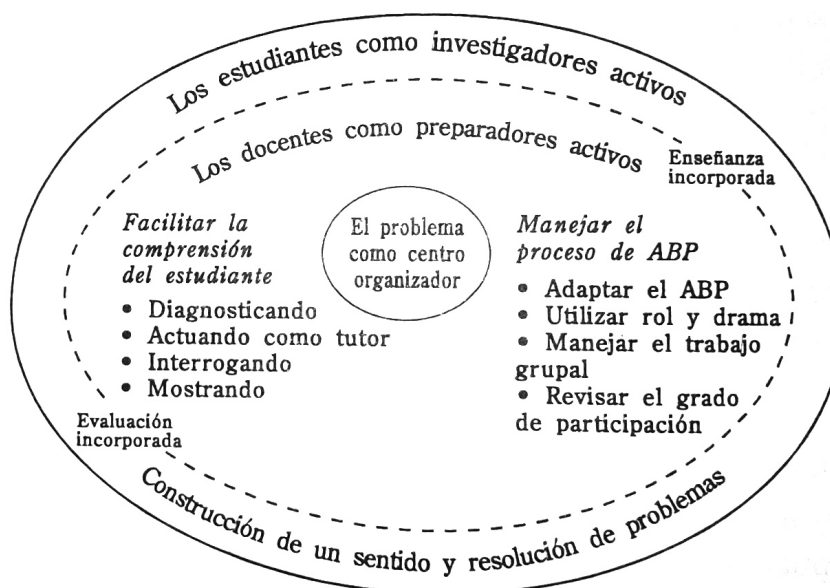 Los estudiantes como investigadores activos
Los docentes como preparadores activos
Enseñanza
incorporada
Facilitar la
comprensión
del estudiante
• Diagnosticando
• Actuando como tutor
• Interrogando
• Mostrando
El problema
como centro
organizador
Manejar el
proceso de ABP
• Adaptar el ABP
• Utilizar rol y drama
• Manejar el trabajo
grupal
• Revisar el grado
de participación
Evaluación
incorporada
Construcción de un sentido y resolución de problemas